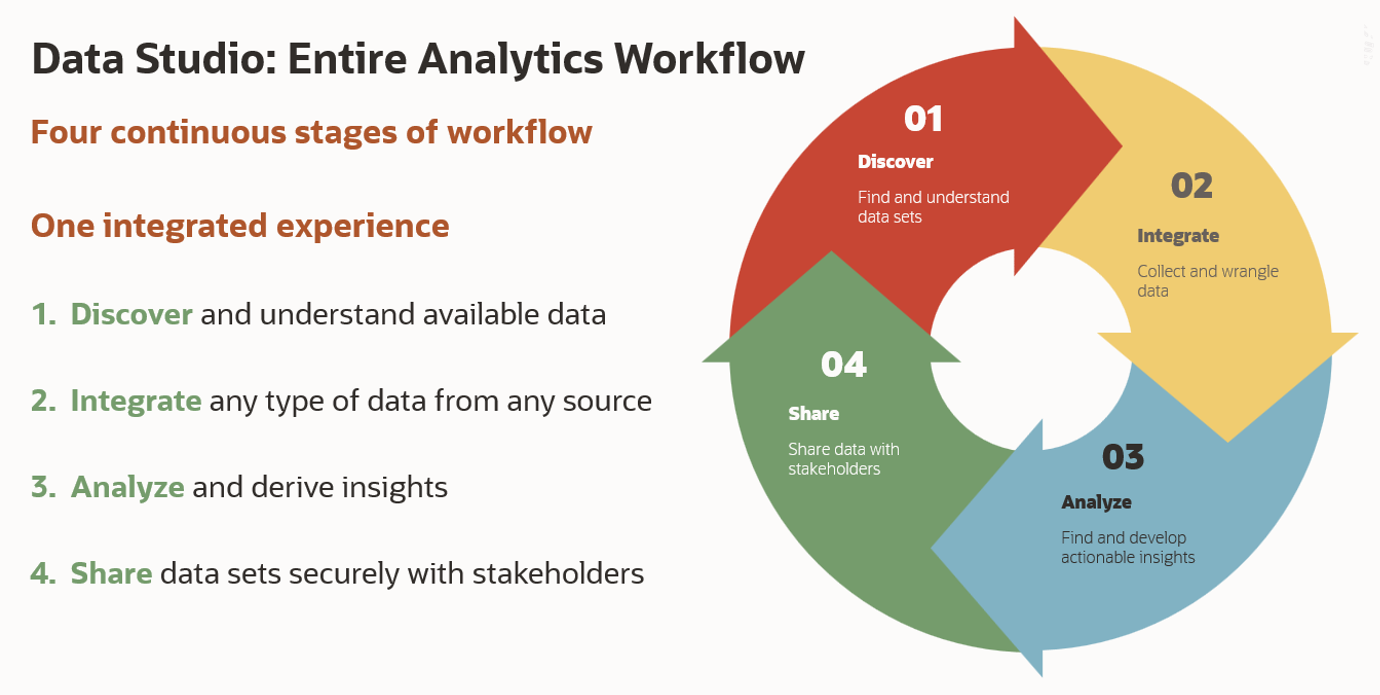 Data Studio: Entire Analytics Workflow
Four continuous stages of workflow
One integrated experience
1. Discover and understand available data
2. Integrate any type of data from any source
3. Analyze and derive insights
4. Share data sets securely with stakeholders
01
Discover
Find and understand
data sets
02
Integrate
Collect and wrangle
data
03
Analyze
Find and develop
actionable insights
04
Share
Share data with
stakeholders